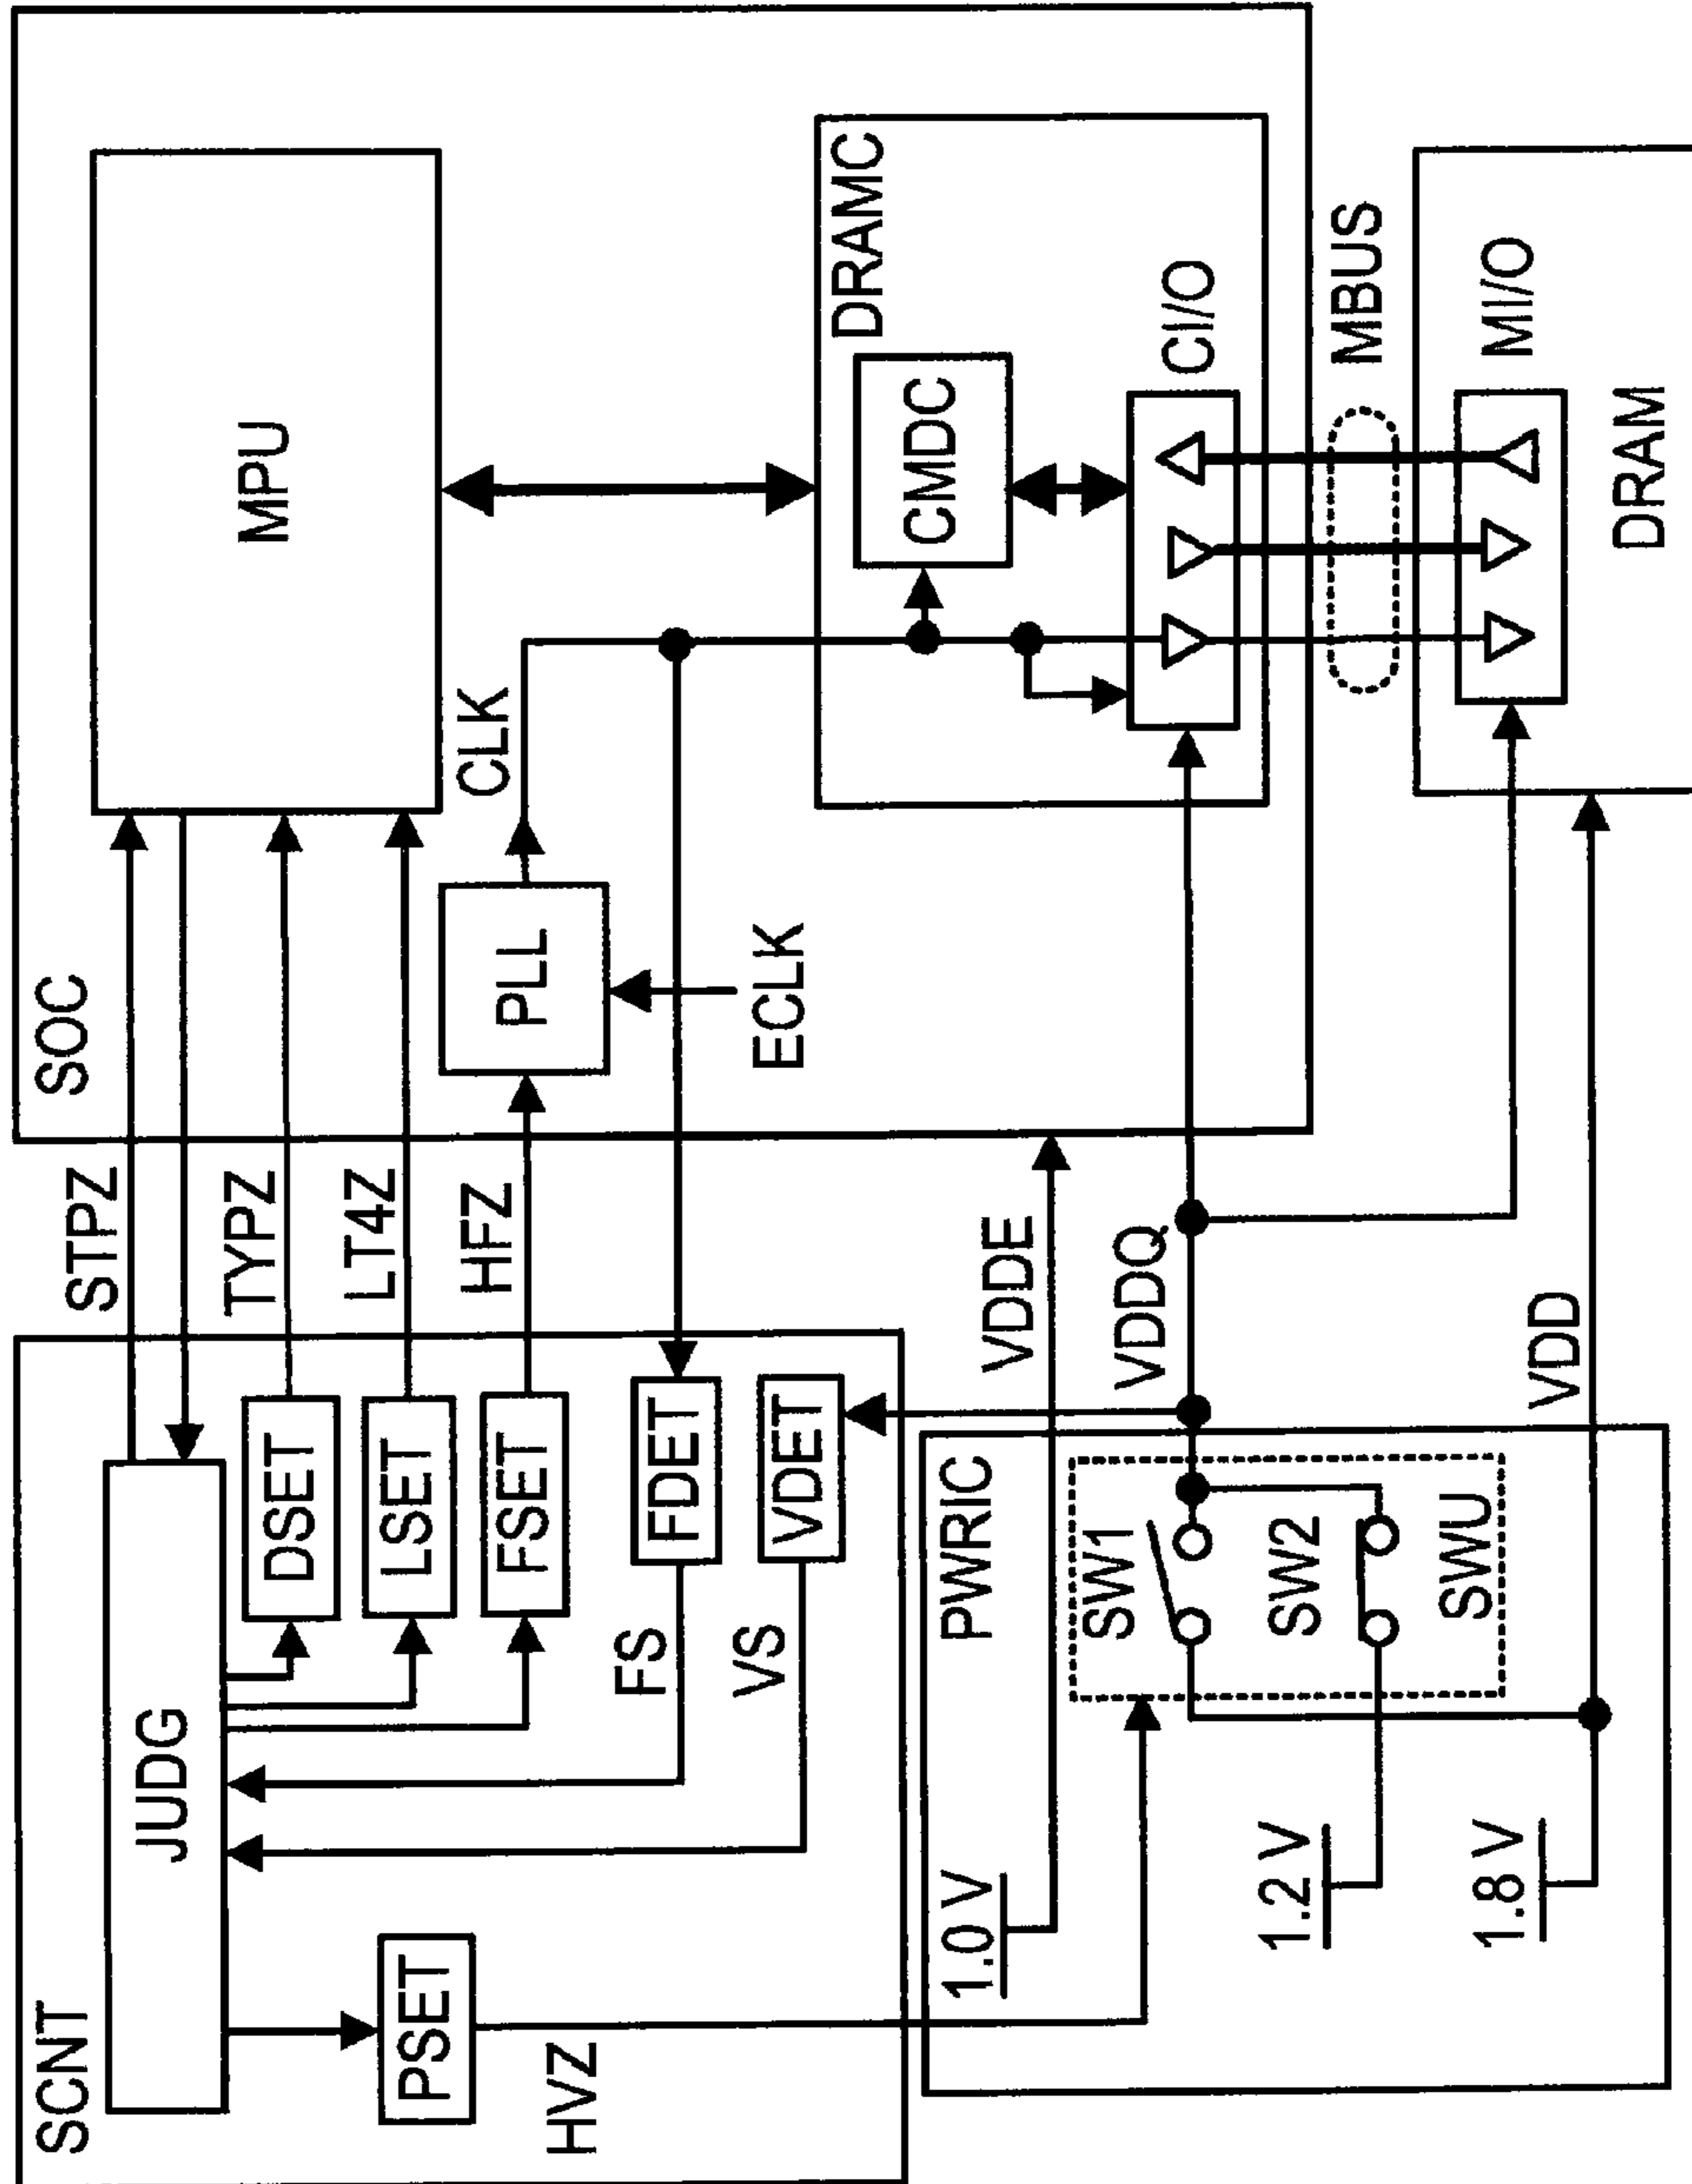 SCNT
JUDG
PSET
HVZ
DSET
LSET
FSET
FDET
VDET
FS
VS
STPZ
TYPZ
LT4Z
HFZ
SOC
MPU
PLL
CLK
ECLK
DRAMC
CMDC
CI/O
MBUS
MI/O
DRAM
PWRIC
1.0 V
1.2 V
1.8 V
SW1
SW2
SWU
VDDE
VDDQ
VDD